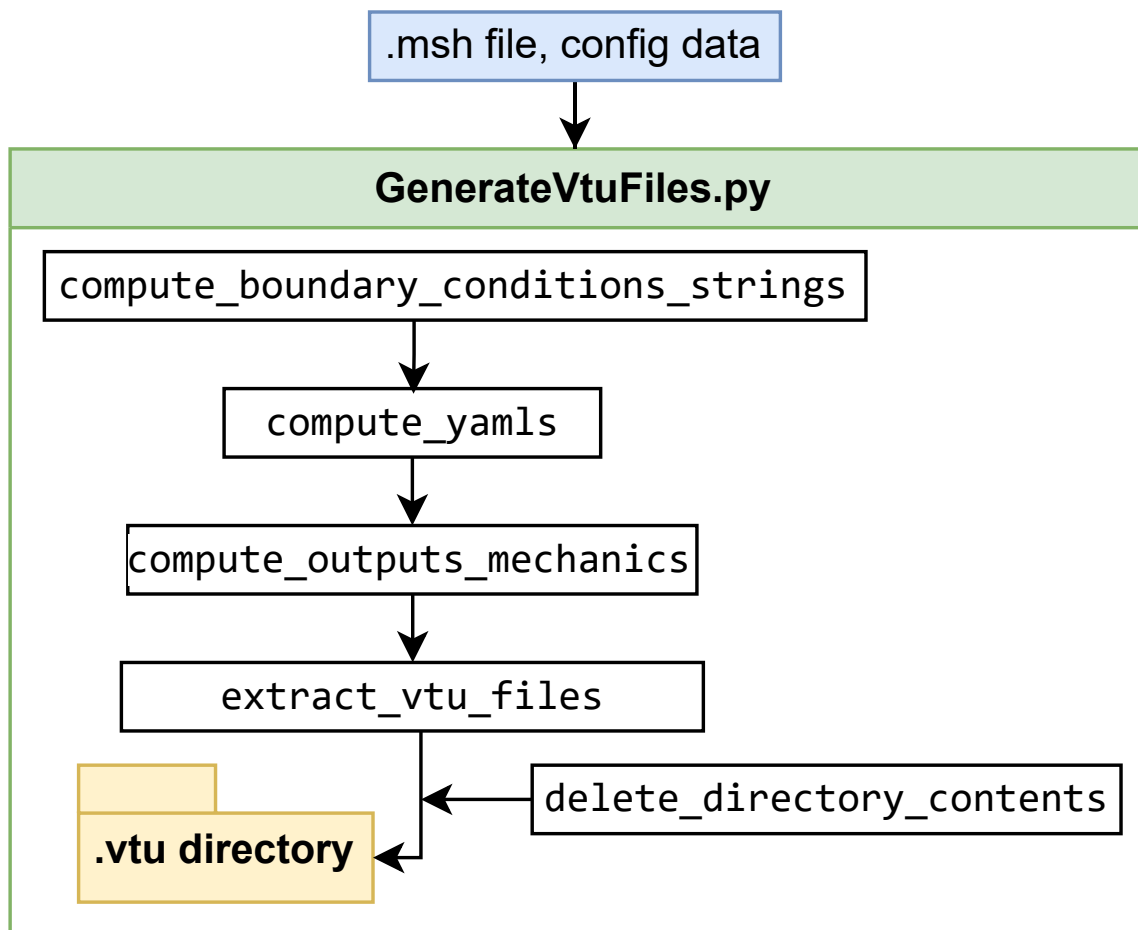 .msh file, config data
GenerateVtuFiles.py
compute_boundary_conditions_strings
compute_yamls
compute_outputs_mechanics
extract_vtu_files
delete_directory_contents
.vtu directory